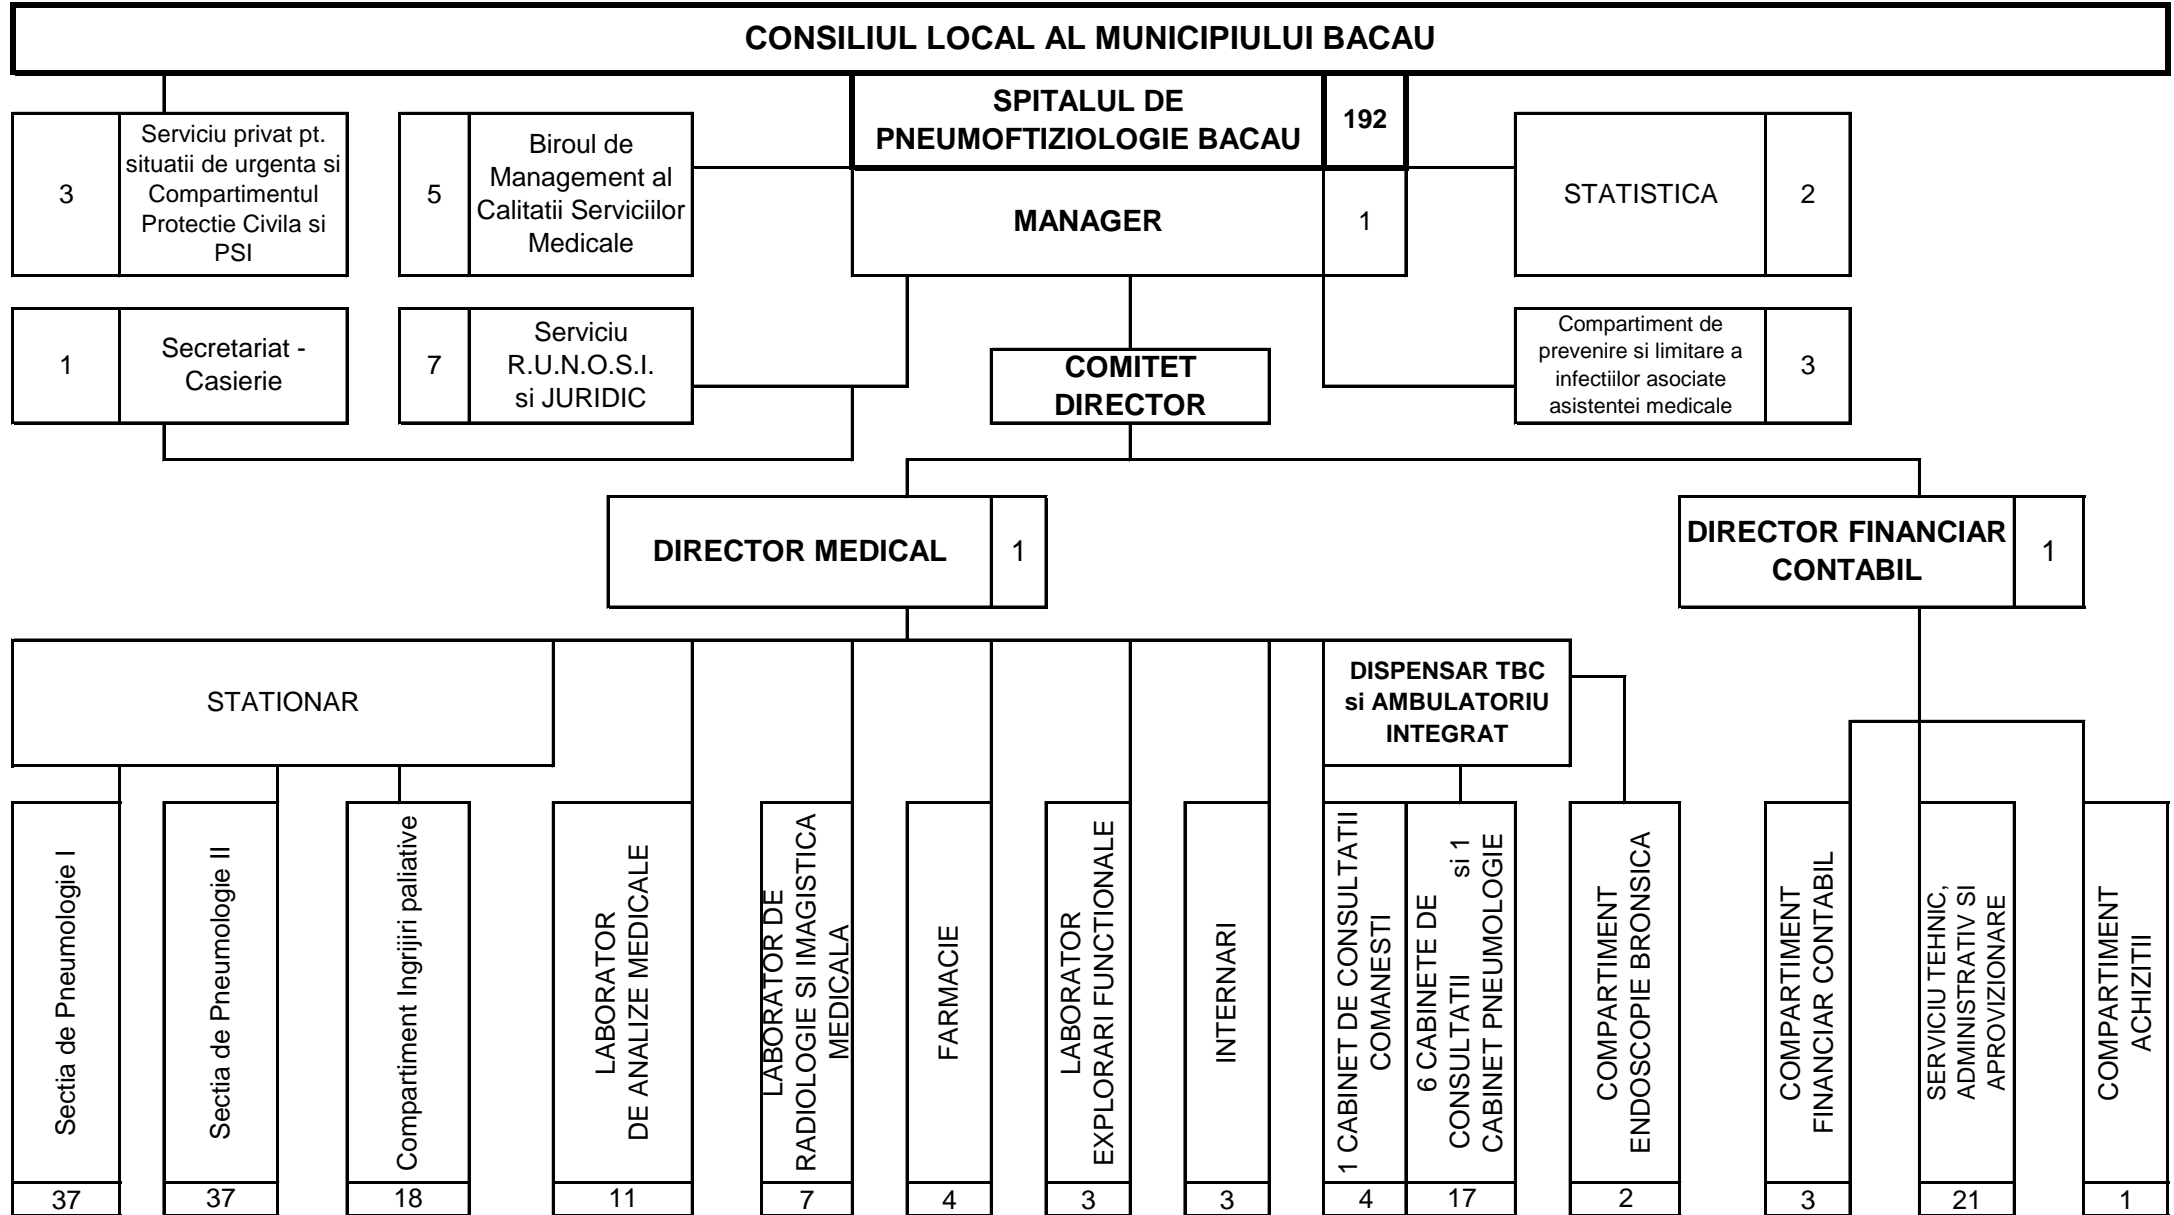 CONSILIUL LOCAL AL MUNICIPIULUI BACAU
SPITALUL DE
PNEUMOFTIZIOLOGIE BACAU
192
3
Serviciu privat pt.
situatii de urgenta si
Compartimentul
Protectie Civila si
PSI
5
Biroul de
Management al
Calitatii Serviciilor
Medicale
MANAGER
1
STATISTICA
2
1
Secretariat -
Casierie
7
Serviciu
R.U.N.O.S.I.
si JURIDIC
COMITET
DIRECTOR
Compartiment de
prevenire si limitare a
infectiilor asociate
asistentei medicale
3
DIRECTOR MEDICAL
1
DIRECTOR FINANCIAR
CONTABIL
1
STATIONAR
DISPENSAR TBC
si AMBULATORIU
INTEGRAT
Sectia de Pneumologie I
37
Sectia de Pneumologie II
37
Compartiment Ingrijiri paliative
18
LABORATOR
DE ANALIZE MEDICALE
11
LABORATOR DE
RADIOLOGIE SI IMAGISTICA
MEDICALA
7
FARMACIE
4
LABORATOR
EXPLORARI FUNCTIONALE
3
INTERNARI
3
1 CABINET DE CONSULTATII
COMANESTI
4
6 CABINETE DE
CONSULTATII si 1
CABINET PNEUMOLOGIE
17
COMPARTIMENT
ENDOSCOPIE BRONSICA
2
COMPARTIMENT
FINANCIAR CONTABIL
3
SERVICIU TEHNIC,
ADMINISTRATIV SI
APROVIZIONARE
21
COMPARTIMENT
ACHIZITII
1